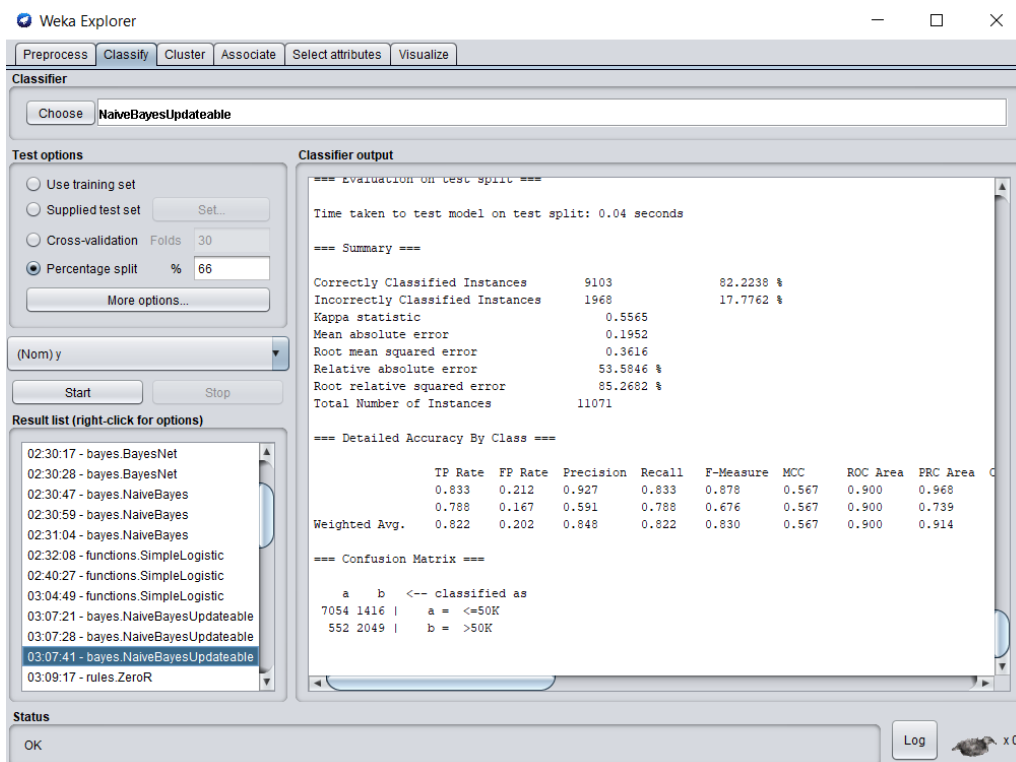 Weka Explorer
Preprocess Classify Cluster Associate Select attributes Visualize
Classifier
Choose NaiveBayesUpdateable
Test options
Use training set
Supplied test set Set...
Cross-validation Folds 30
Percentage split % 66
More options...
(Nom) y
Start Stop
Result list (right-click for options)
02:30:17 - bayes.BayesNet
02:30:28 - bayes.BayesNet
02:30:47 - bayes.NaiveBayes
02:30:59 - bayes.NaiveBayes
02:31:04 - bayes.NaiveBayes
02:32:08 - functions.SimpleLogistic
02:40:27 - functions.SimpleLogistic
03:04:49 - functions.SimpleLogistic
03:07:21 - bayes.NaiveBayesUpdateable
03:07:28 - bayes.NaiveBayesUpdateable
03:07:41 - bayes.NaiveBayesUpdateable
03:09:17 - rules.ZeroR
Classifier output
=== Evaluation on test split ===
Time taken to test model on test split: 0.04 seconds
=== Summary ===
Correctly Classified Instances 9103 82.2238 %
Incorrectly Classified Instances 1968 17.7762 %
Kappa statistic 0.5565
Mean absolute error 0.1952
Root mean squared error 0.3616
Relative absolute error 53.5846 %
Root relative squared error 85.2682 %
Total Number of Instances 11071
=== Detailed Accuracy By Class ===
TP Rate FP Rate Precision Recall F-Measure MCC ROC Area PRC Area
0.833 0.212 0.927 0.833 0.878 0.567 0.900 0.968
0.788 0.167 0.591 0.788 0.676 0.567 0.900 0.739
Weighted Avg. 0.822 0.202 0.848 0.822 0.830 0.567 0.900 0.914
=== Confusion Matrix ===
a b <-- classified as
7054 1416 | a = <=50K
552 2049 | b = >50K
Status
OK
Log
x 0